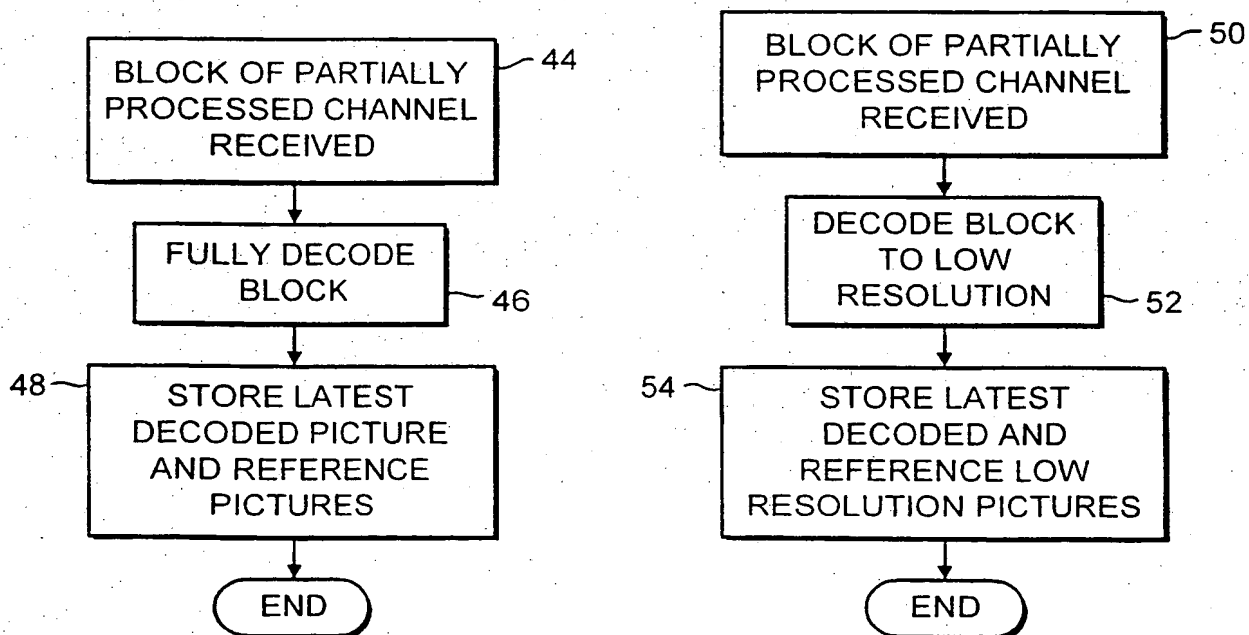 BLOCK OF PARTIALLY
PROCESSED CHANNEL
RECEIVED
44
FULLY DECODE
BLOCK
46
48
STORE LATEST
DECODED PICTURE
AND REFERENCE
PICTURES
END
BLOCK OF PARTIALLY
PROCESSED CHANNEL
RECEIVED
50
DECODE BLOCK
TO LOW
RESOLUTION
52
54
STORE LATEST
DECODED AND
REFERENCE LOW
RESOLUTION PICTURES
END